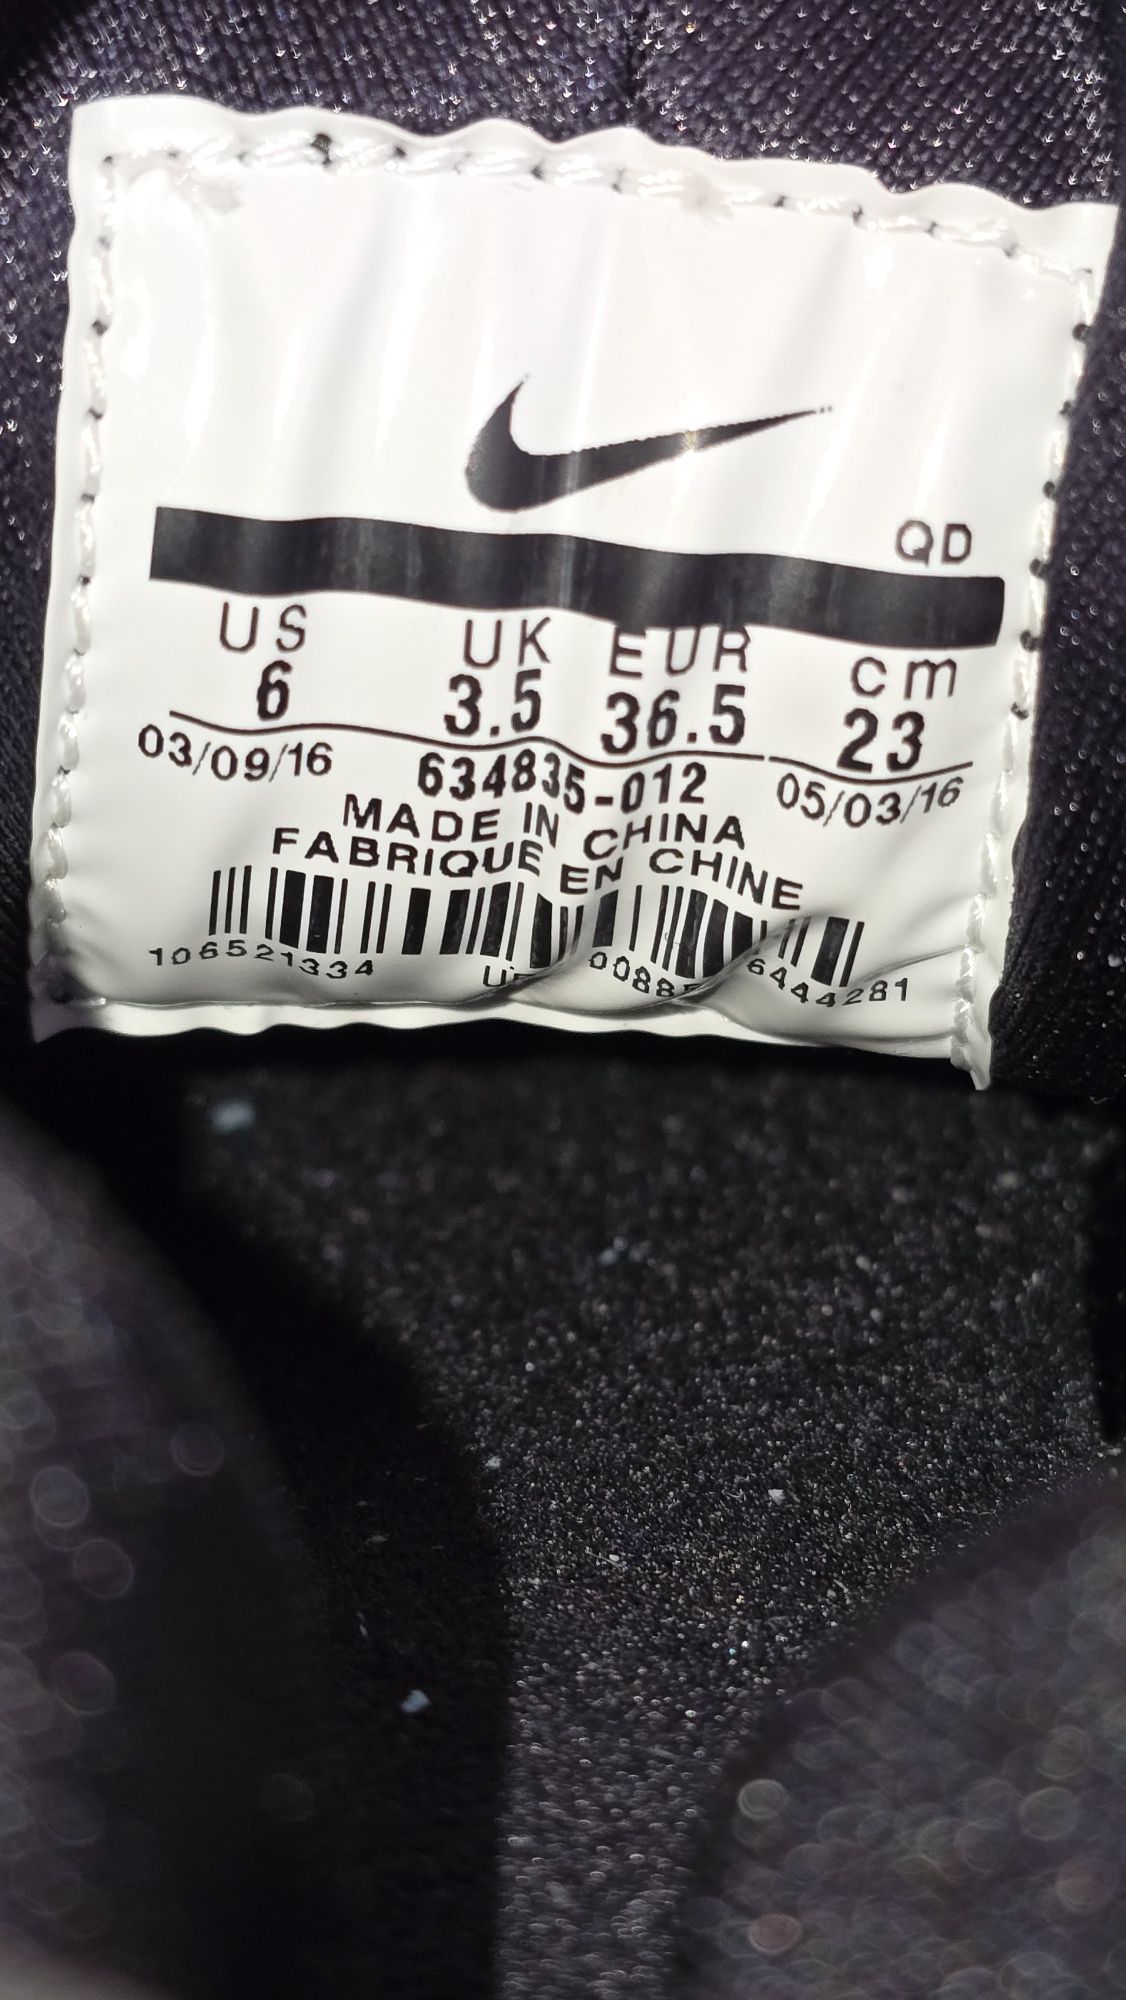 QD
US UK EUR cm
6 3.5 36.5 23
03/09/16 634835-012 05/03/16
MADE IN CHINA
FABRIQUE EN CHINE
106521334